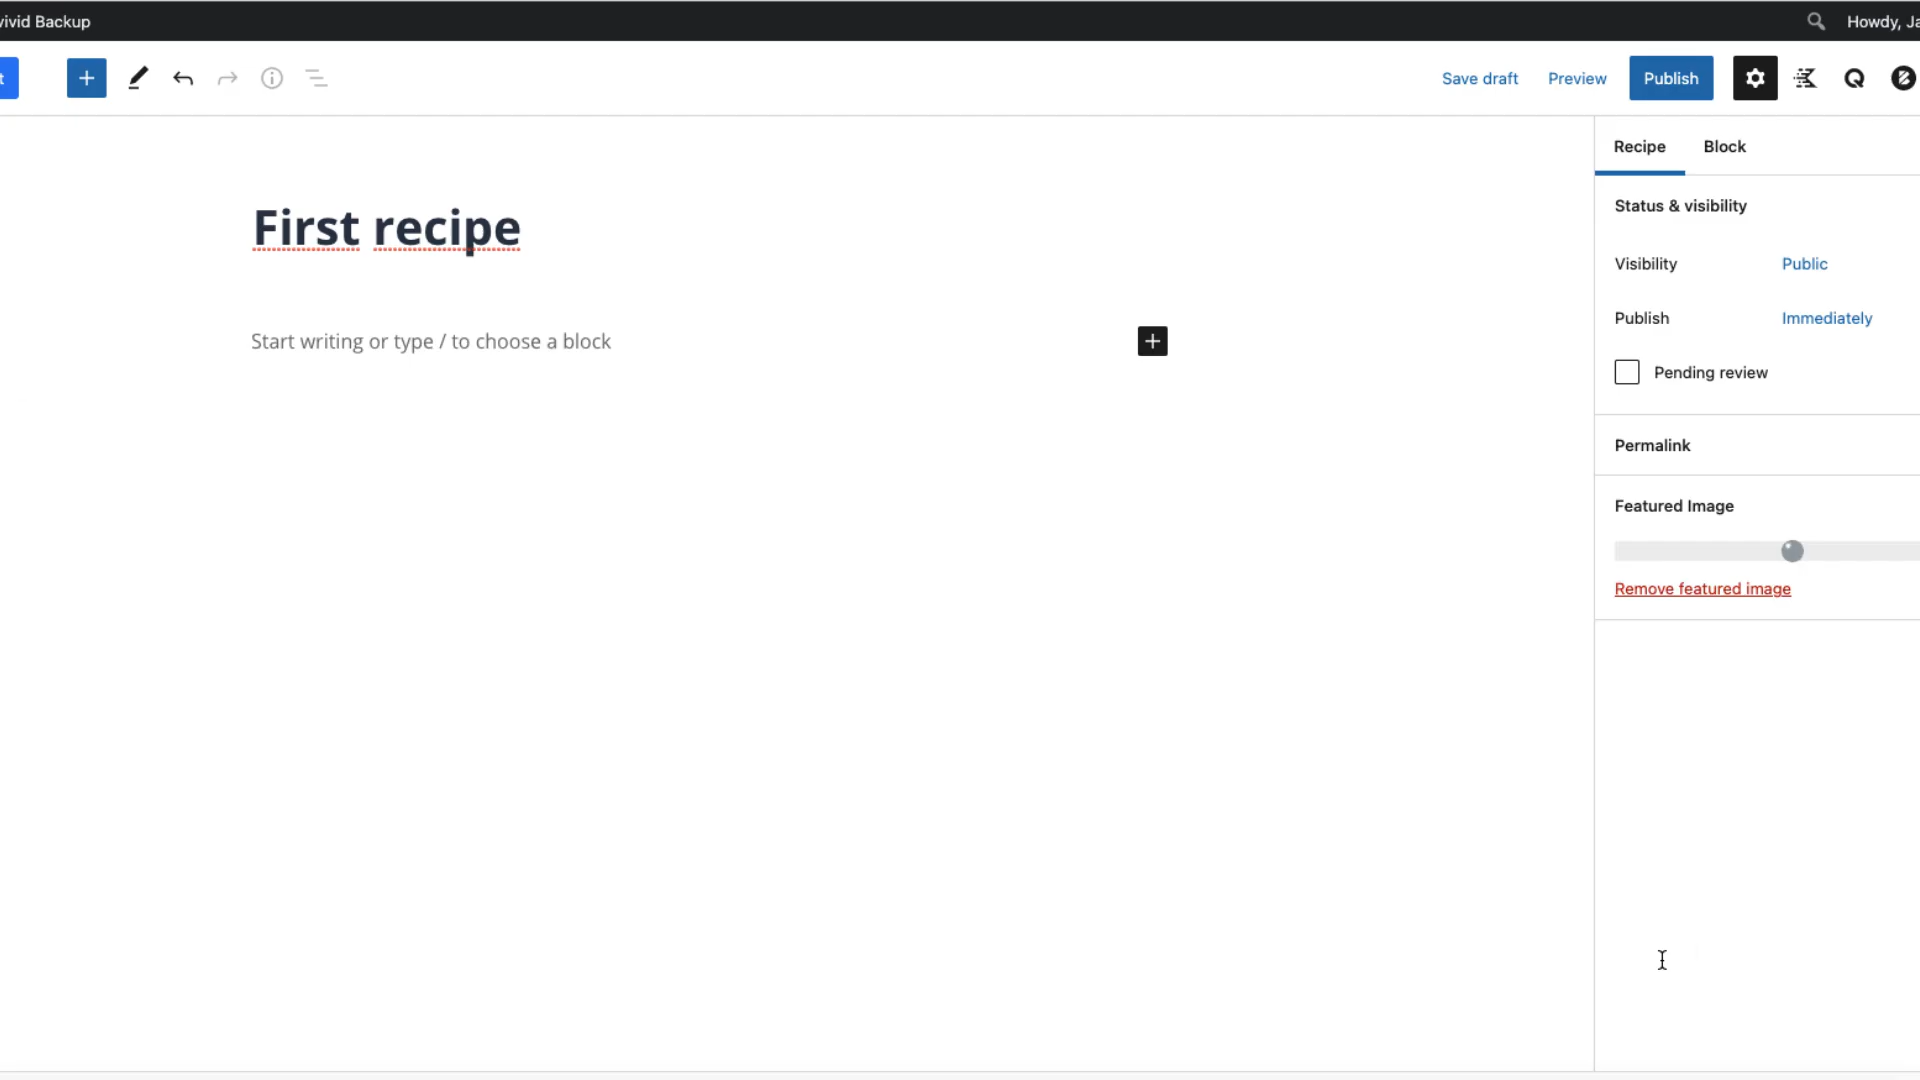 vivid Backup
Howdy, Ja
t
Save draft
Preview
Publish
Recipe
Block
First recipe
Start writing or type / to choose a block
Status & visibility
Visibility
Public
Publish
Immediately
Pending review
Permalink
Featured Image
Remove featured image